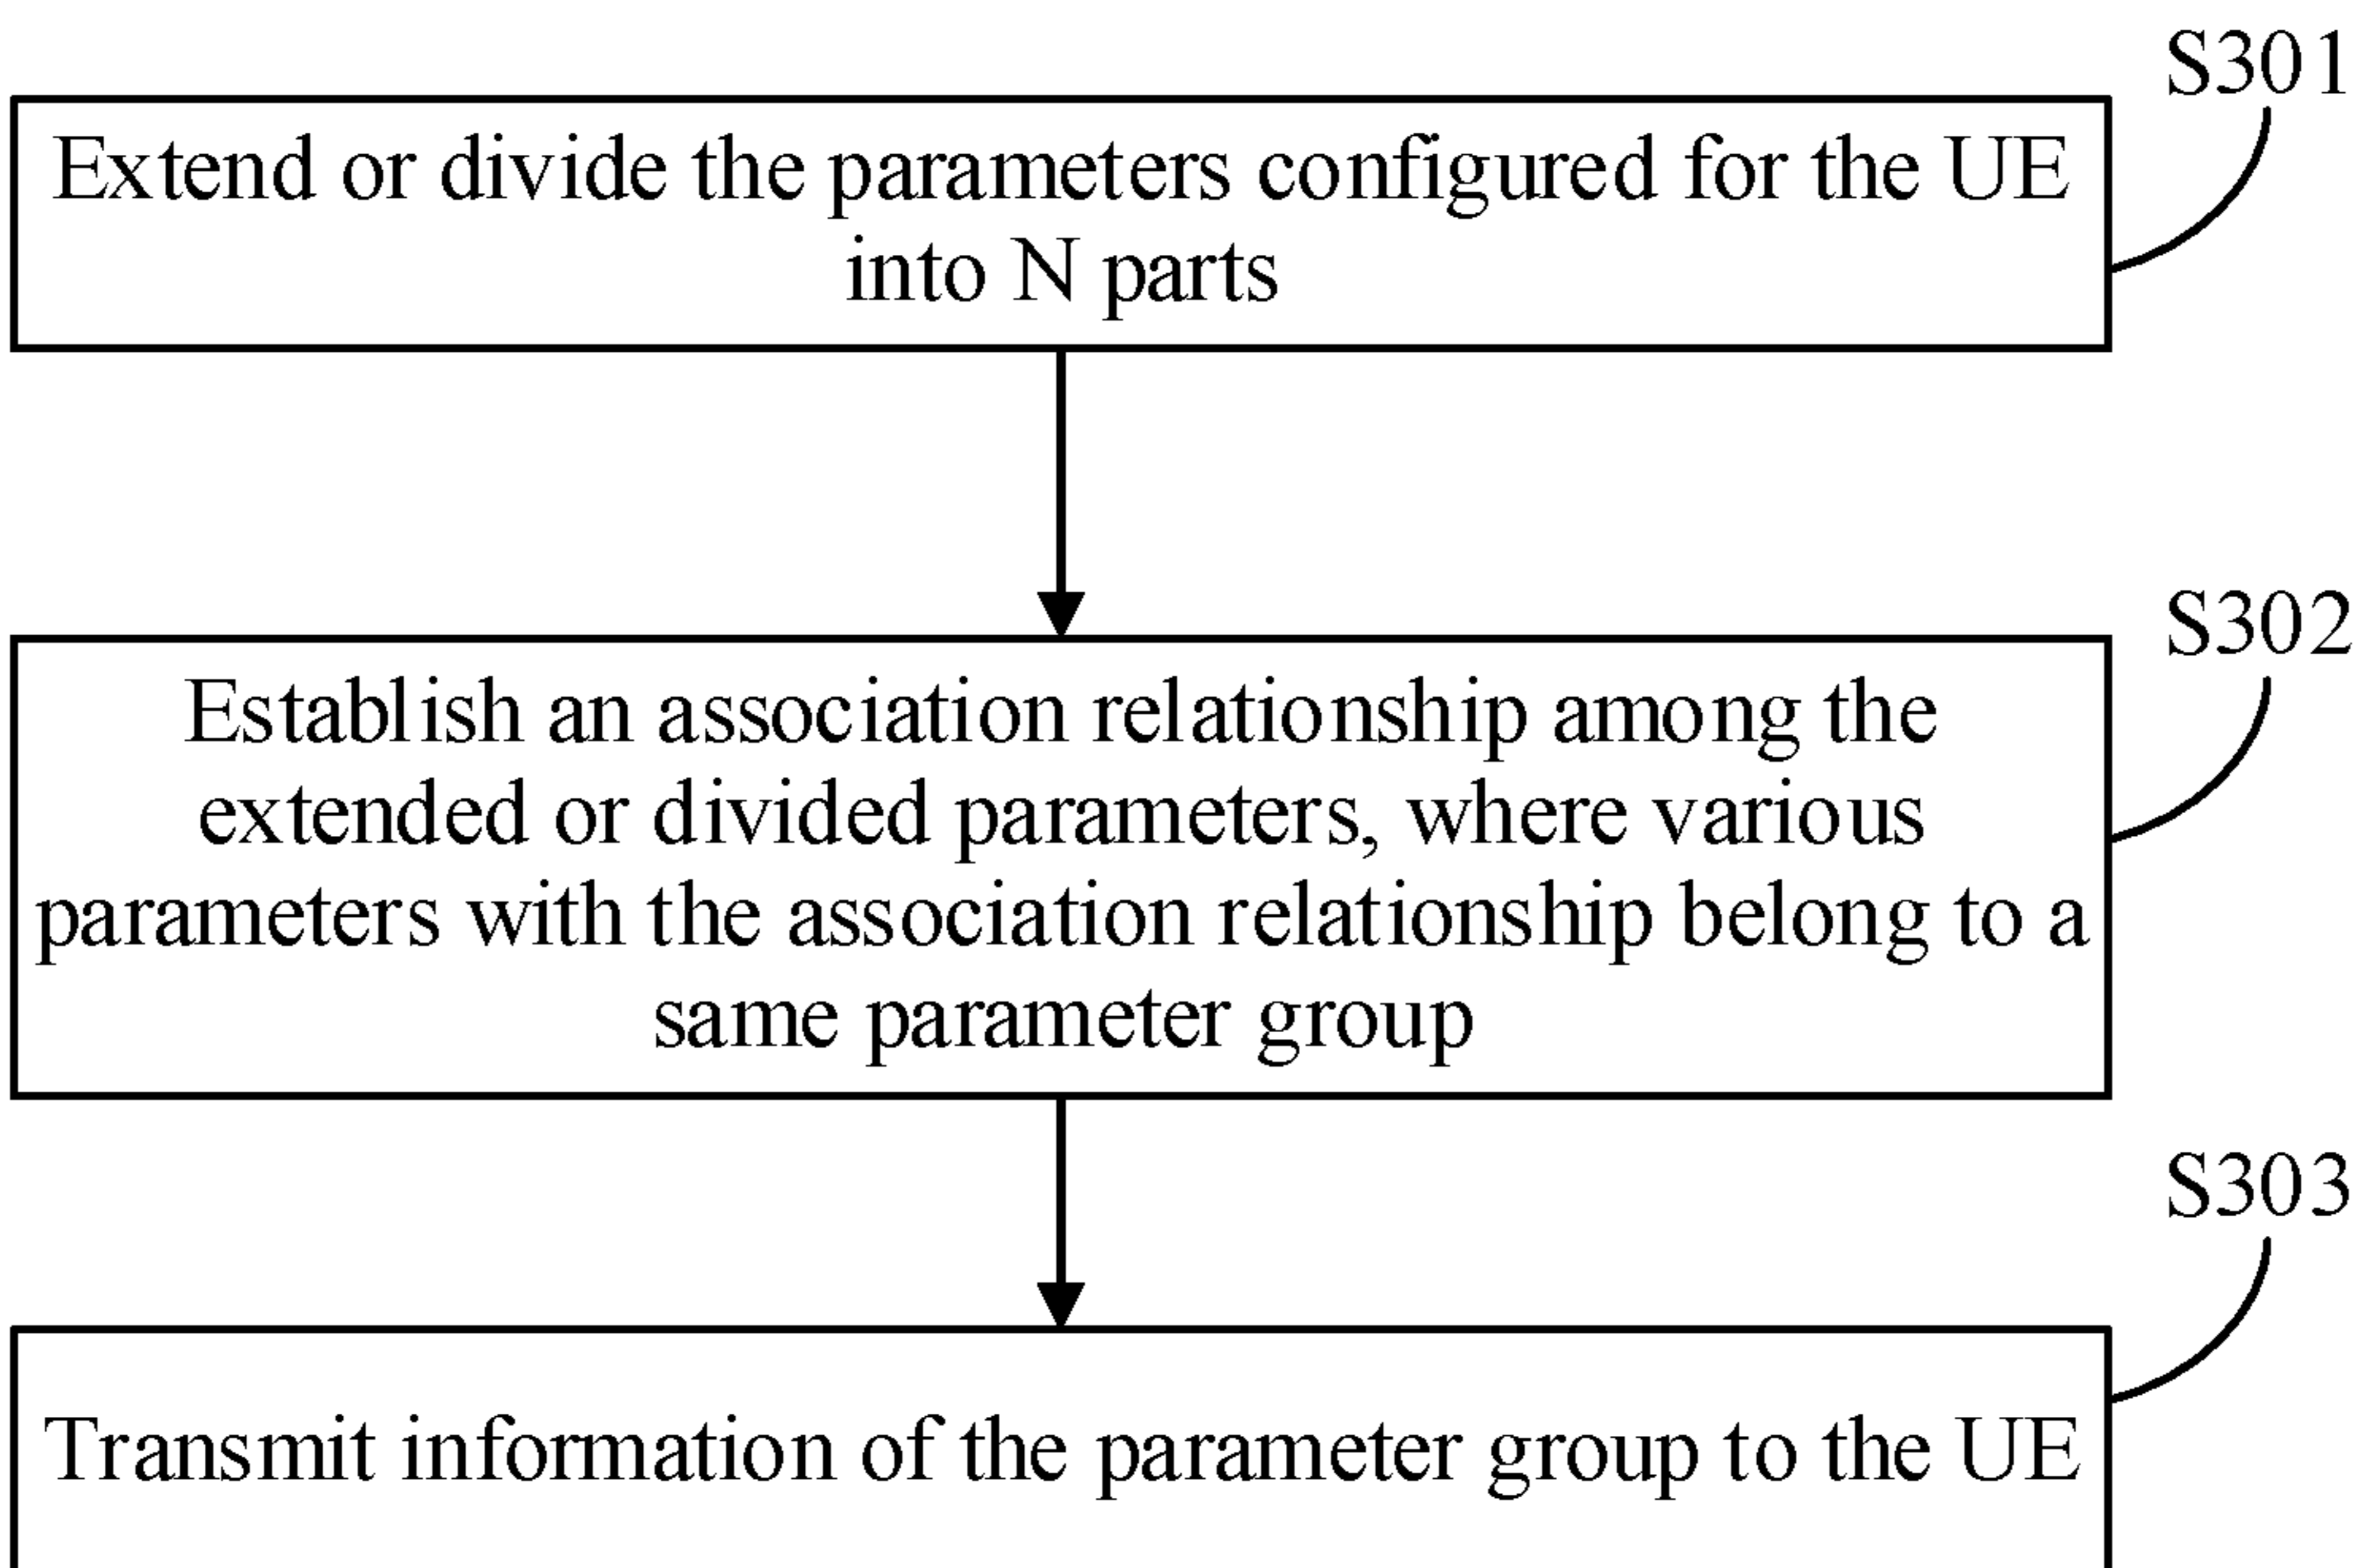 S301
Extend or divide the parameters configured for the UE
into N parts
S302
Establish an association relationship among the
extended or divided parameters, where various
parameters with the association relationship belong to a
same parameter group
S303
Transmit information of the parameter group to the UE